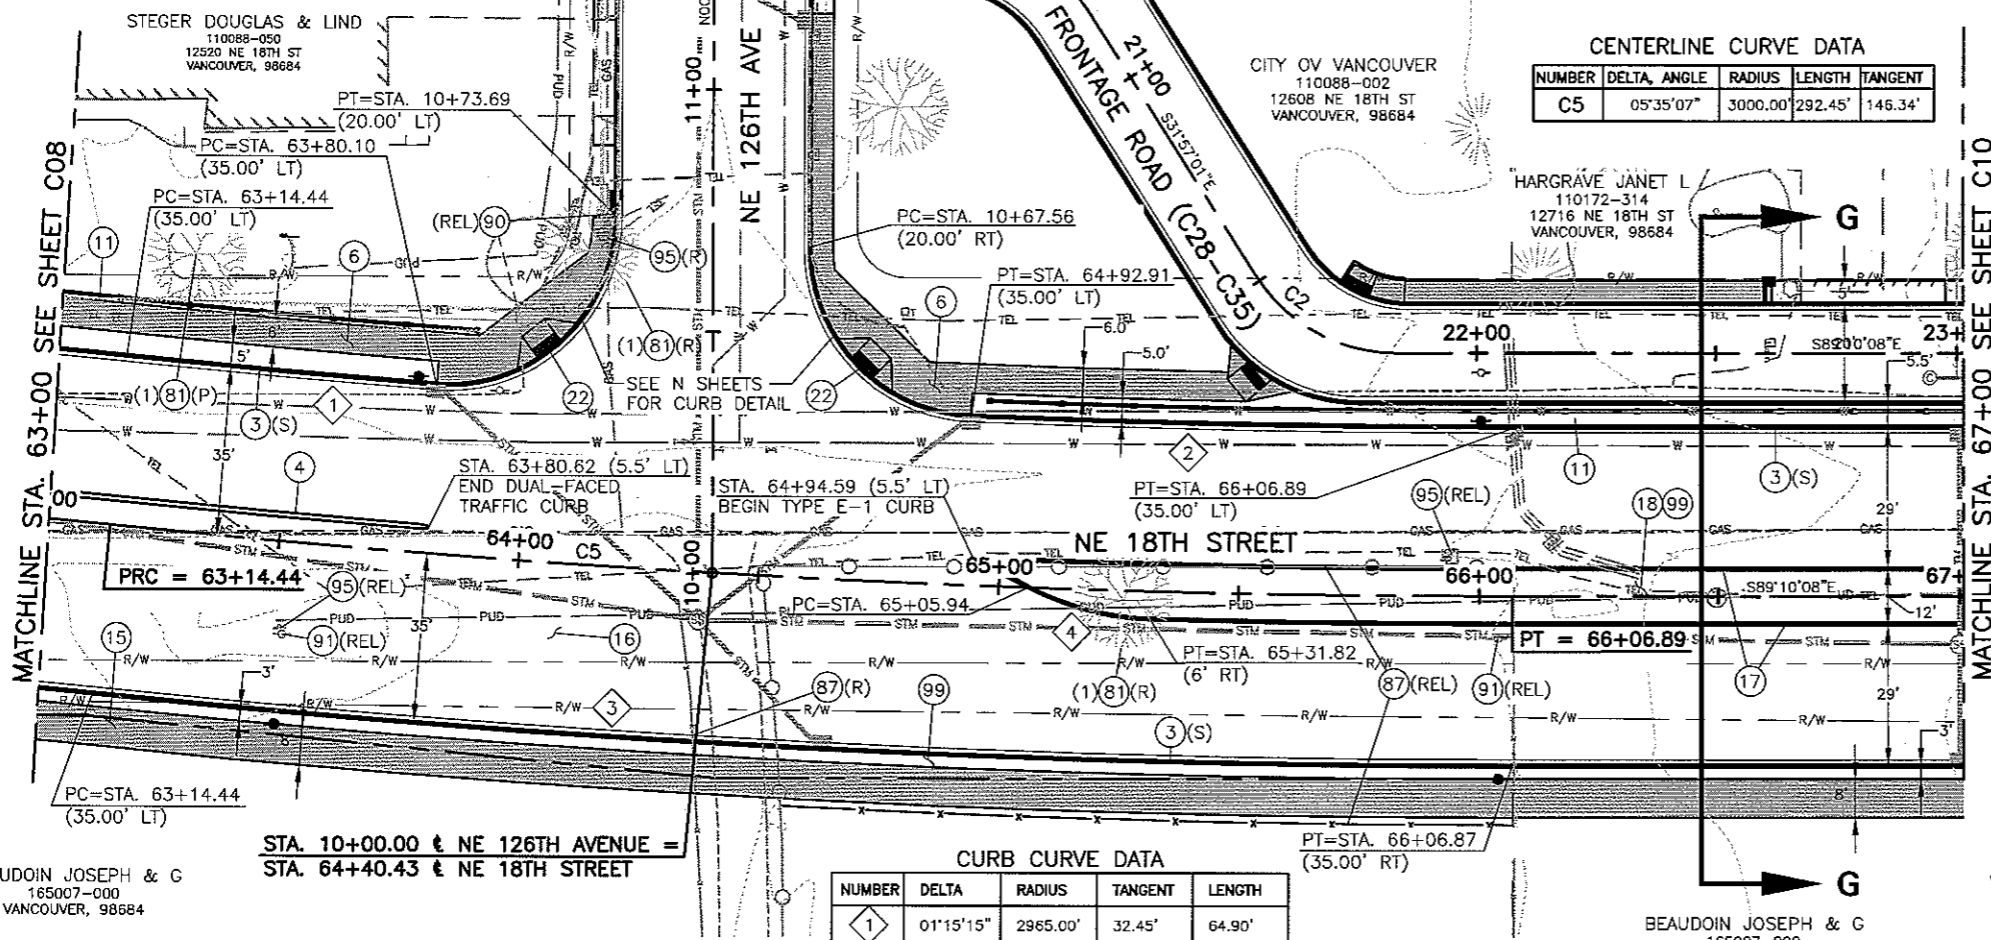 STEGER DOUGLAS & LIND
110088-050
12520 NE 18TH ST
VANCOUVER, 98684
PT=STA. 10+73.69
(20.00' LT)
PC=STA. 63+80.10
(35.00' LT)
PC=STA. 63+14.44
(35.00' LT)
11+00
NE 126TH AVE
FRONTAGE ROAD (C28-C35)
21+00
S31°57'01"E
C2
CITY OV VANCOUVER
110088-002
12608 NE 18TH ST
VANCOUVER, 98684
CENTERLINE CURVE DATA
NUMBER DELTA, ANGLE RADIUS LENGTH TANGENT
C5 05°35'07" 3000.00' 292.45' 146.34'
HARGRAVE JANET L
110172-314
12716 NE 18TH ST
VANCOUVER, 98684
G
MATCHLINE STA. 63+00 SEE SHEET C08
MATCHLINE STA. 67+00 SEE SHEET C10
11
6
(REL)90
95(R)
PC=STA. 10+67.56
(20.00' RT)
PT=STA. 64+92.91
(35.00' LT)
6
22+00
23+
S89°10'08"E
5'
5.5'
6'
5'
6.0'
5.0'
(1)81(P)
3(S)
1
(1)81(R)
22
SEE N SHEETS
FOR CURB DETAIL
22
2
11
3(S)
35'
4
STA. 63+80.62 (5.5' LT)
END DUAL-FACED
TRAFFIC CURB
STA. 64+94.59 (5.5' LT)
BEGIN TYPE E-1 CURB
PT=STA. 66+06.89
(35.00' LT)
95(REL)
18 99
29'
00
64+00
C5
10+00
65+00
NE 18TH STREET
66+00
S89°10'08"E
67+
12'
PRC = 63+14.44
95(REL)
91(REL)
35'
16
PC=STA. 65+05.94
4
PT=STA. 65+31.82
(6' RT)
PT = 66+06.89
15
3'
3
87(R)
99
(1)81(R)
87(REL)
91(REL)
17
29'
3(S)
3'
8'
8'
PC=STA. 63+14.44
(35.00' LT)
STA. 10+00.00 ℄ NE 126TH AVENUE =
STA. 64+40.43 ℄ NE 18TH STREET
PT=STA. 66+06.87
(35.00' RT)
G
UDOIN JOSEPH & G
165007-000
VANCOUVER, 98684
CURB CURVE DATA
NUMBER DELTA RADIUS TANGENT LENGTH
1 01°15'15" 2965.00' 32.45' 64.90'
BEAUDOIN JOSEPH & G